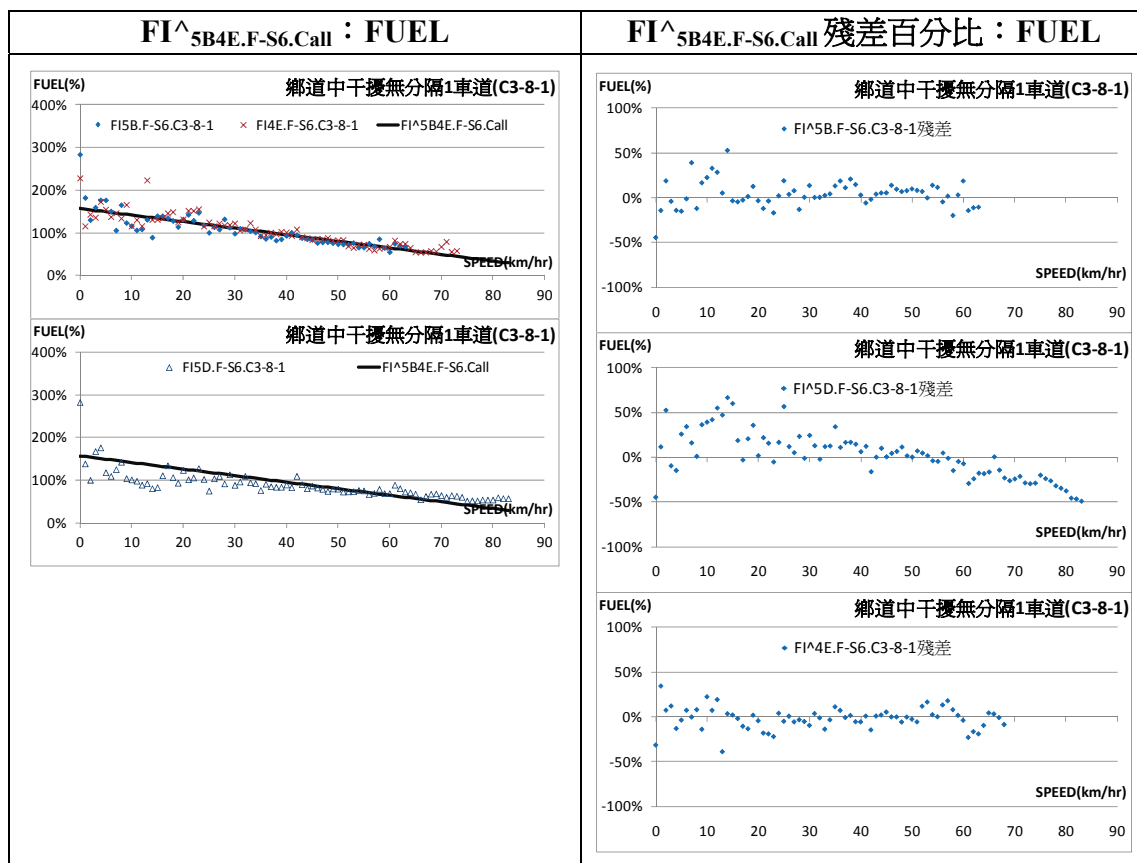 FI^5B4E.F-S6.Call：FUEL
FUEL(%)
鄉道中干擾無分隔1車道(C3-8-1)
400%
FI5B.F-S6.C3-8-1
FI4E.F-S6.C3-8-1
FI^5B4E.F-S6.Call
300%
200%
100%
SPEED(km/hr)
0%
0 10 20 30 40 50 60 70 80 90
FUEL(%)
鄉道中干擾無分隔1車道(C3-8-1)
400%
FI5D.F-S6.C3-8-1
FI^5B4E.F-S6.Call
300%
200%
100%
SPEED(km/hr)
0%
0 10 20 30 40 50 60 70 80 90
FI^5B4E.F-S6.Call 殘差百分比：FUEL
FUEL(%)
鄉道中干擾無分隔1車道(C3-8-1)
100%
FI^5B.F-S6.C3-8-1殘差
50%
0%
SPEED(km/hr)
-50%
-100%
0 10 20 30 40 50 60 70 80 90
FUEL(%)
鄉道中干擾無分隔1車道(C3-8-1)
100%
FI^5D.F-S6.C3-8-1殘差
50%
0%
SPEED(km/hr)
-50%
-100%
0 10 20 30 40 50 60 70 80 90
FUEL(%)
鄉道中干擾無分隔1車道(C3-8-1)
100%
FI^4E.F-S6.C3-8-1殘差
50%
0%
SPEED(km/hr)
-50%
-100%
0 10 20 30 40 50 60 70 80 90